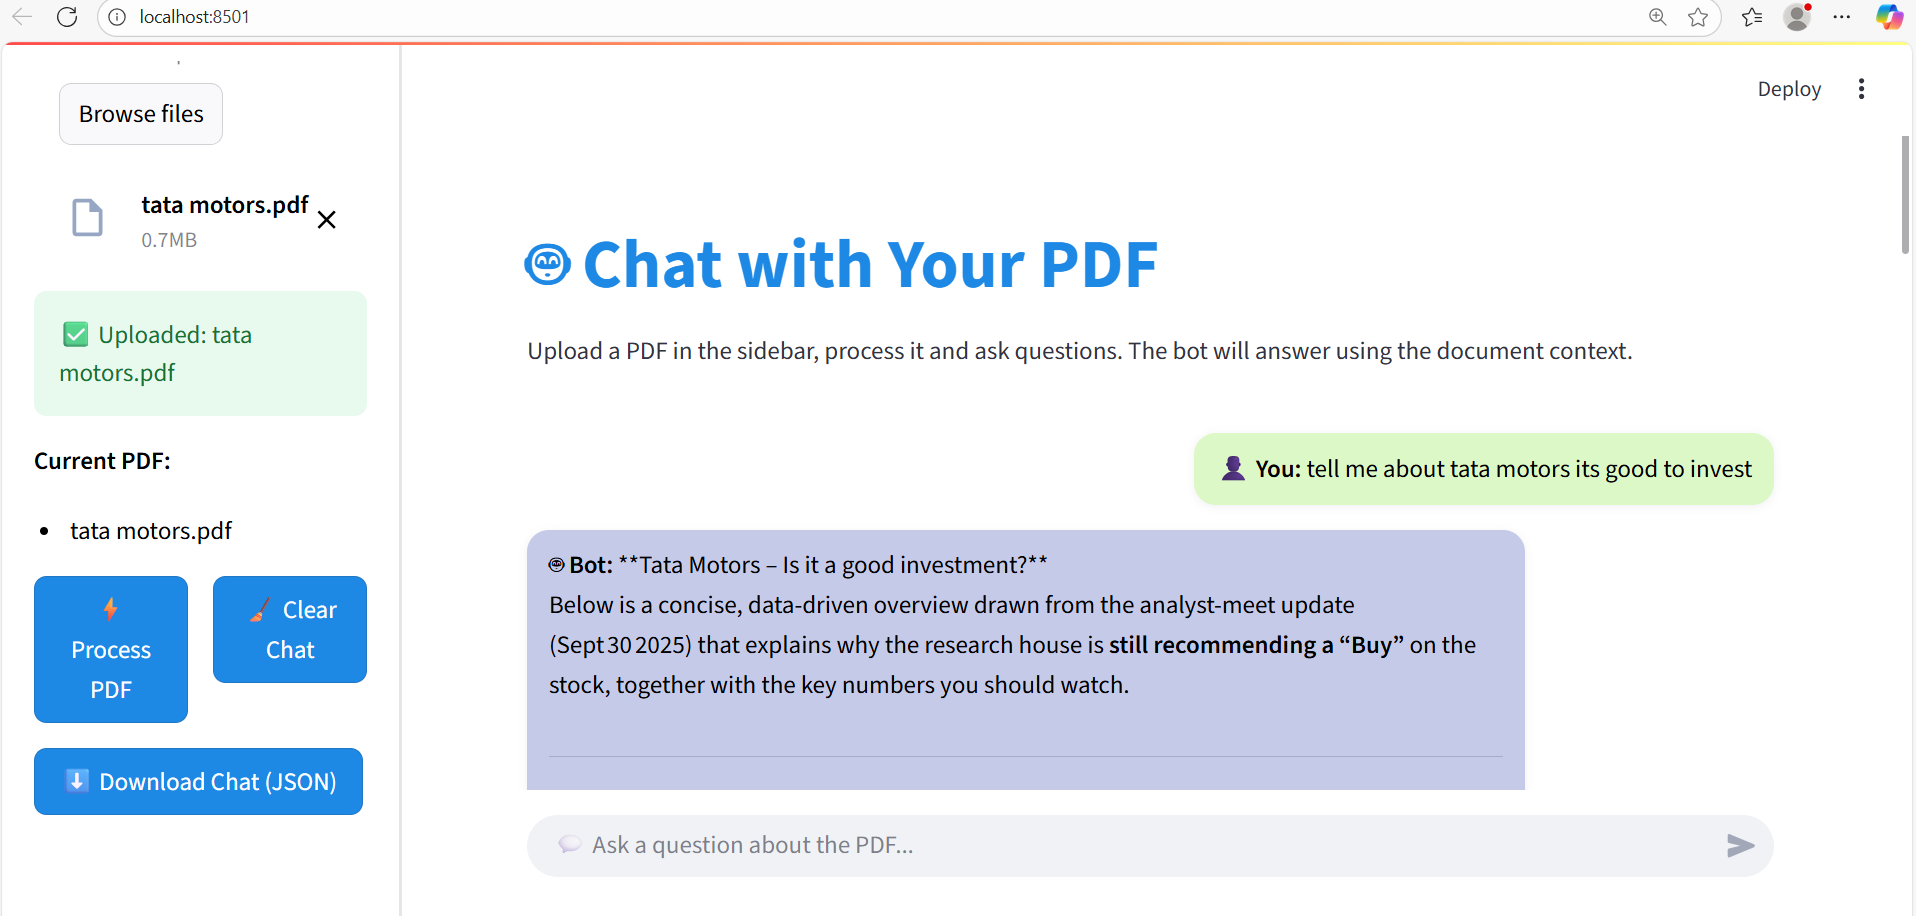 localhost:8501
Deploy
Browse files
tata motors.pdf
0.7MB
✅ Uploaded: tata
motors.pdf
Current PDF:
• tata motors.pdf
⚡
Process
PDF
🧹 Clear
Chat
⬇️ Download Chat (JSON)
Chat with Your PDF
Upload a PDF in the sidebar, process it and ask questions. The bot will answer using the document context.
👤 You: tell me about tata motors its good to invest
Bot: **Tata Motors – Is it a good investment?**
Below is a concise, data-driven overview drawn from the analyst-meet update
(Sept 30 2025) that explains why the research house is still recommending a “Buy” on the
stock, together with the key numbers you should watch.
💬 Ask a question about the PDF...